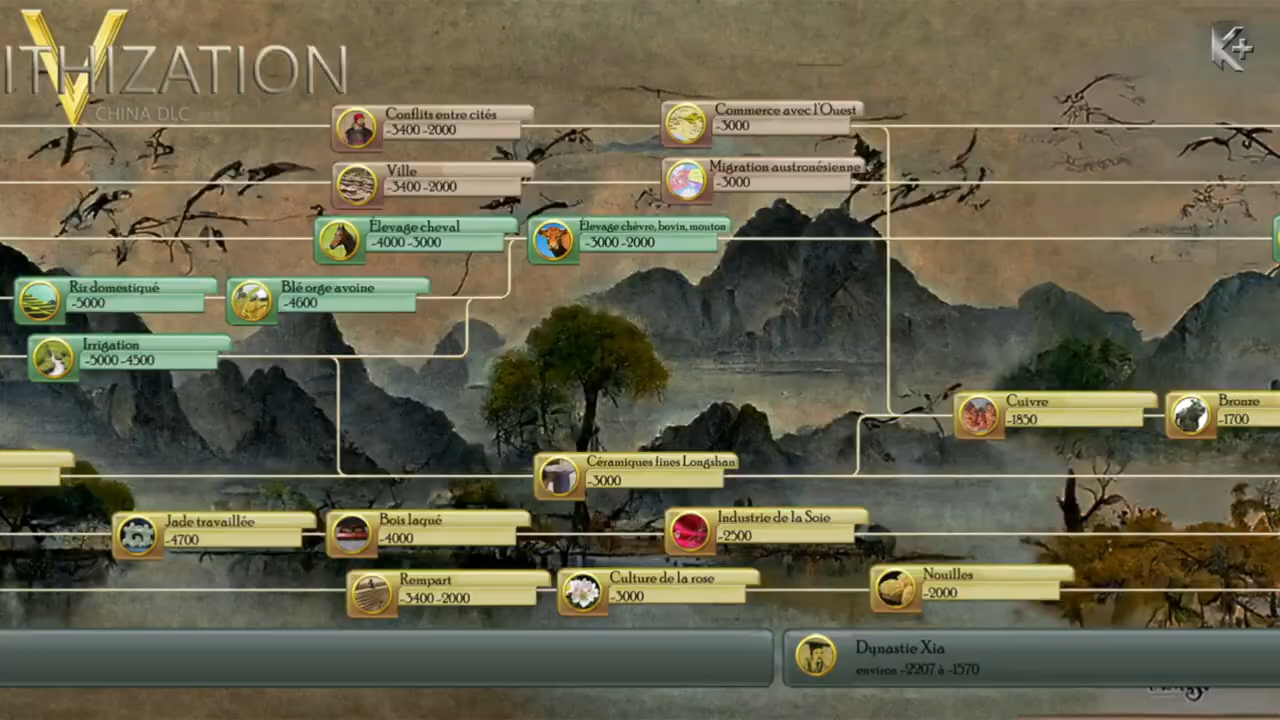 ITHIZATION
V
CHINA DLC
K+
Conflits entre cités
-3400 -2000
Commerce avec l'Ouest
-3000
Ville
-3400 -2000
Migration austronésienne
-3000
Élevage cheval
-4000 -3000
Élevage chèvre, bovin, mouton
-3000 -2000
Riz domestiqué
-5000
Blé orge avoine
-4600
Irrigation
-5000 -4500
Cuivre
-1850
Bronze
-1700
Céramiques fines Longshan
-3000
Jade travaillée
-4700
Bois laqué
-4000
Industrie de la Soie
-2500
Rempart
-3400 -2000
Culture de la rose
-3000
Nouilles
-2000
Dynastie Xia
environ -2207 à -1570